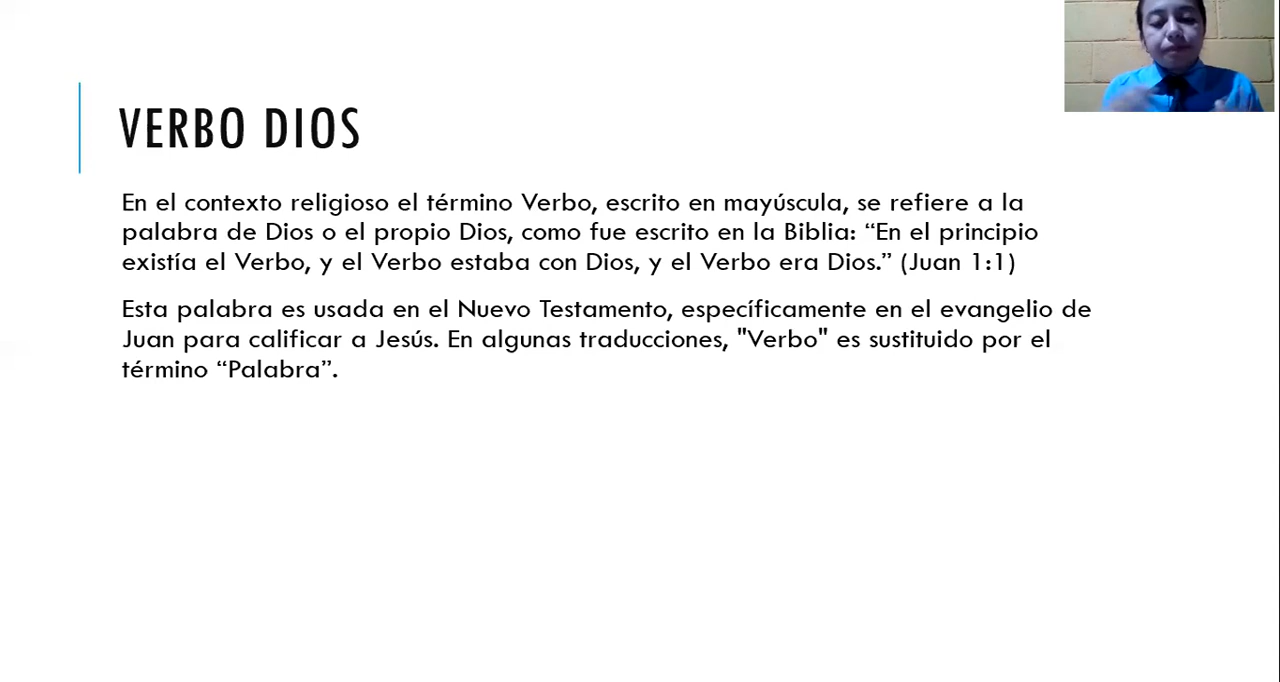 VERBO DIOS
En el contexto religioso el término Verbo, escrito en mayúscula, se refiere a la
palabra de Dios o el propio Dios, como fue escrito en la Biblia: “En el principio
existía el Verbo, y el Verbo estaba con Dios, y el Verbo era Dios.” (Juan 1:1)
Esta palabra es usada en el Nuevo Testamento, específicamente en el evangelio de
Juan para calificar a Jesús. En algunas traducciones, "Verbo" es sustituido por el
término “Palabra”.